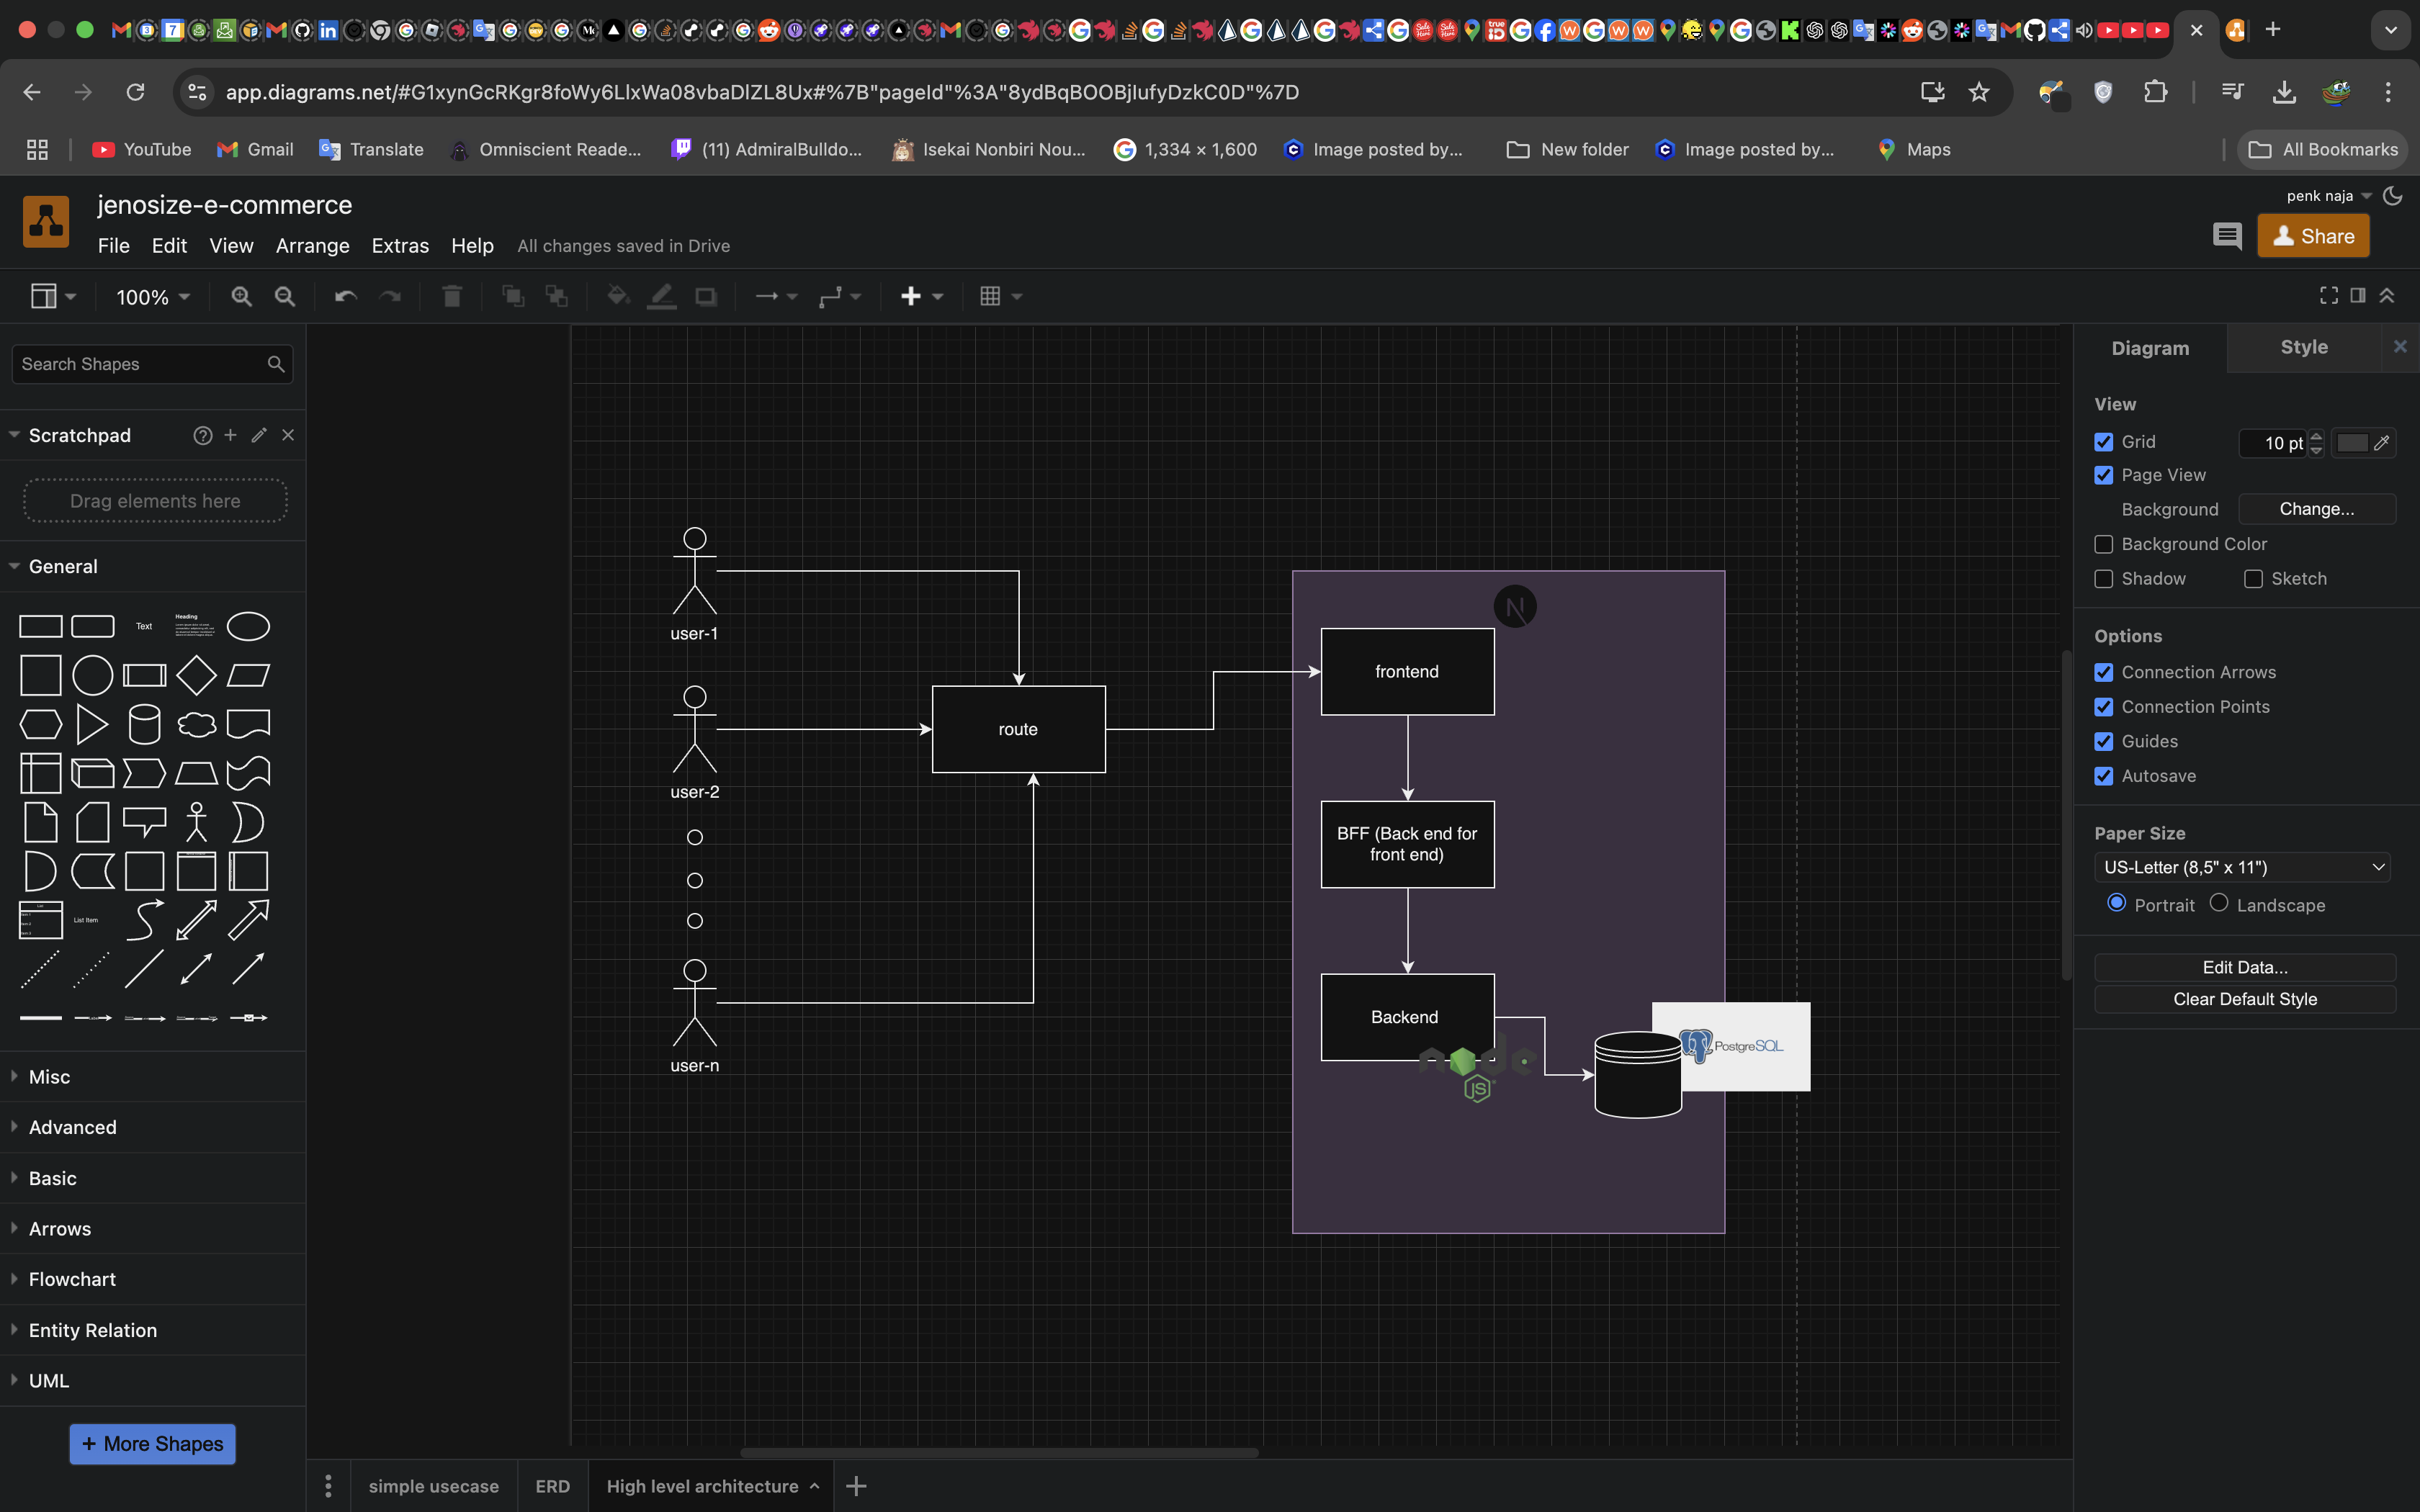 app.diagrams.net/#G1xynGcRKgr8foWy6LlxWa08vbaDlZL8Ux#%7B"pageId"%3A"8ydBqBOOBjlufyDzkC0D"%7D
YouTube
Gmail
Translate
Omniscient Reade...
(11) AdmiralBulldo...
Isekai Nonbiri Nou...
1,334 × 1,600
Image posted by...
New folder
Image posted by...
Maps
All Bookmarks
jenosize-e-commerce
penk naja
File Edit View Arrange Extras Help All changes saved in Drive
Share
100%
Search Shapes
Scratchpad
Drag elements here
General
Text
Heading
List Item
Misc
Advanced
Basic
Arrows
Flowchart
Entity Relation
UML
+ More Shapes
user-1
user-2
user-n
route
frontend
BFF (Back end for
front end)
Backend
node
JS
PostgreSQL
Diagram
Style
View
Grid
10 pt
Page View
Background
Change...
Background Color
Shadow
Sketch
Options
Connection Arrows
Connection Points
Guides
Autosave
Paper Size
US-Letter (8,5" x 11")
Portrait
Landscape
Edit Data...
Clear Default Style
simple usecase
ERD
High level architecture